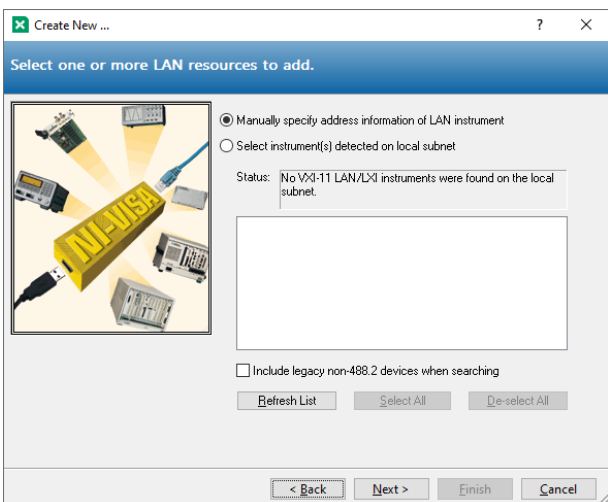 Create New ...
?
Select one or more LAN resources to add.
NI-VISA
Manually specify address information of LAN instrument
Select instrument(s) detected on local subnet
Status: No VXI-11 LAN/LXI instruments were found on the local
subnet.
Include legacy non-488.2 devices when searching
Refresh List Select All De-select All
< Back Next > Finish Cancel